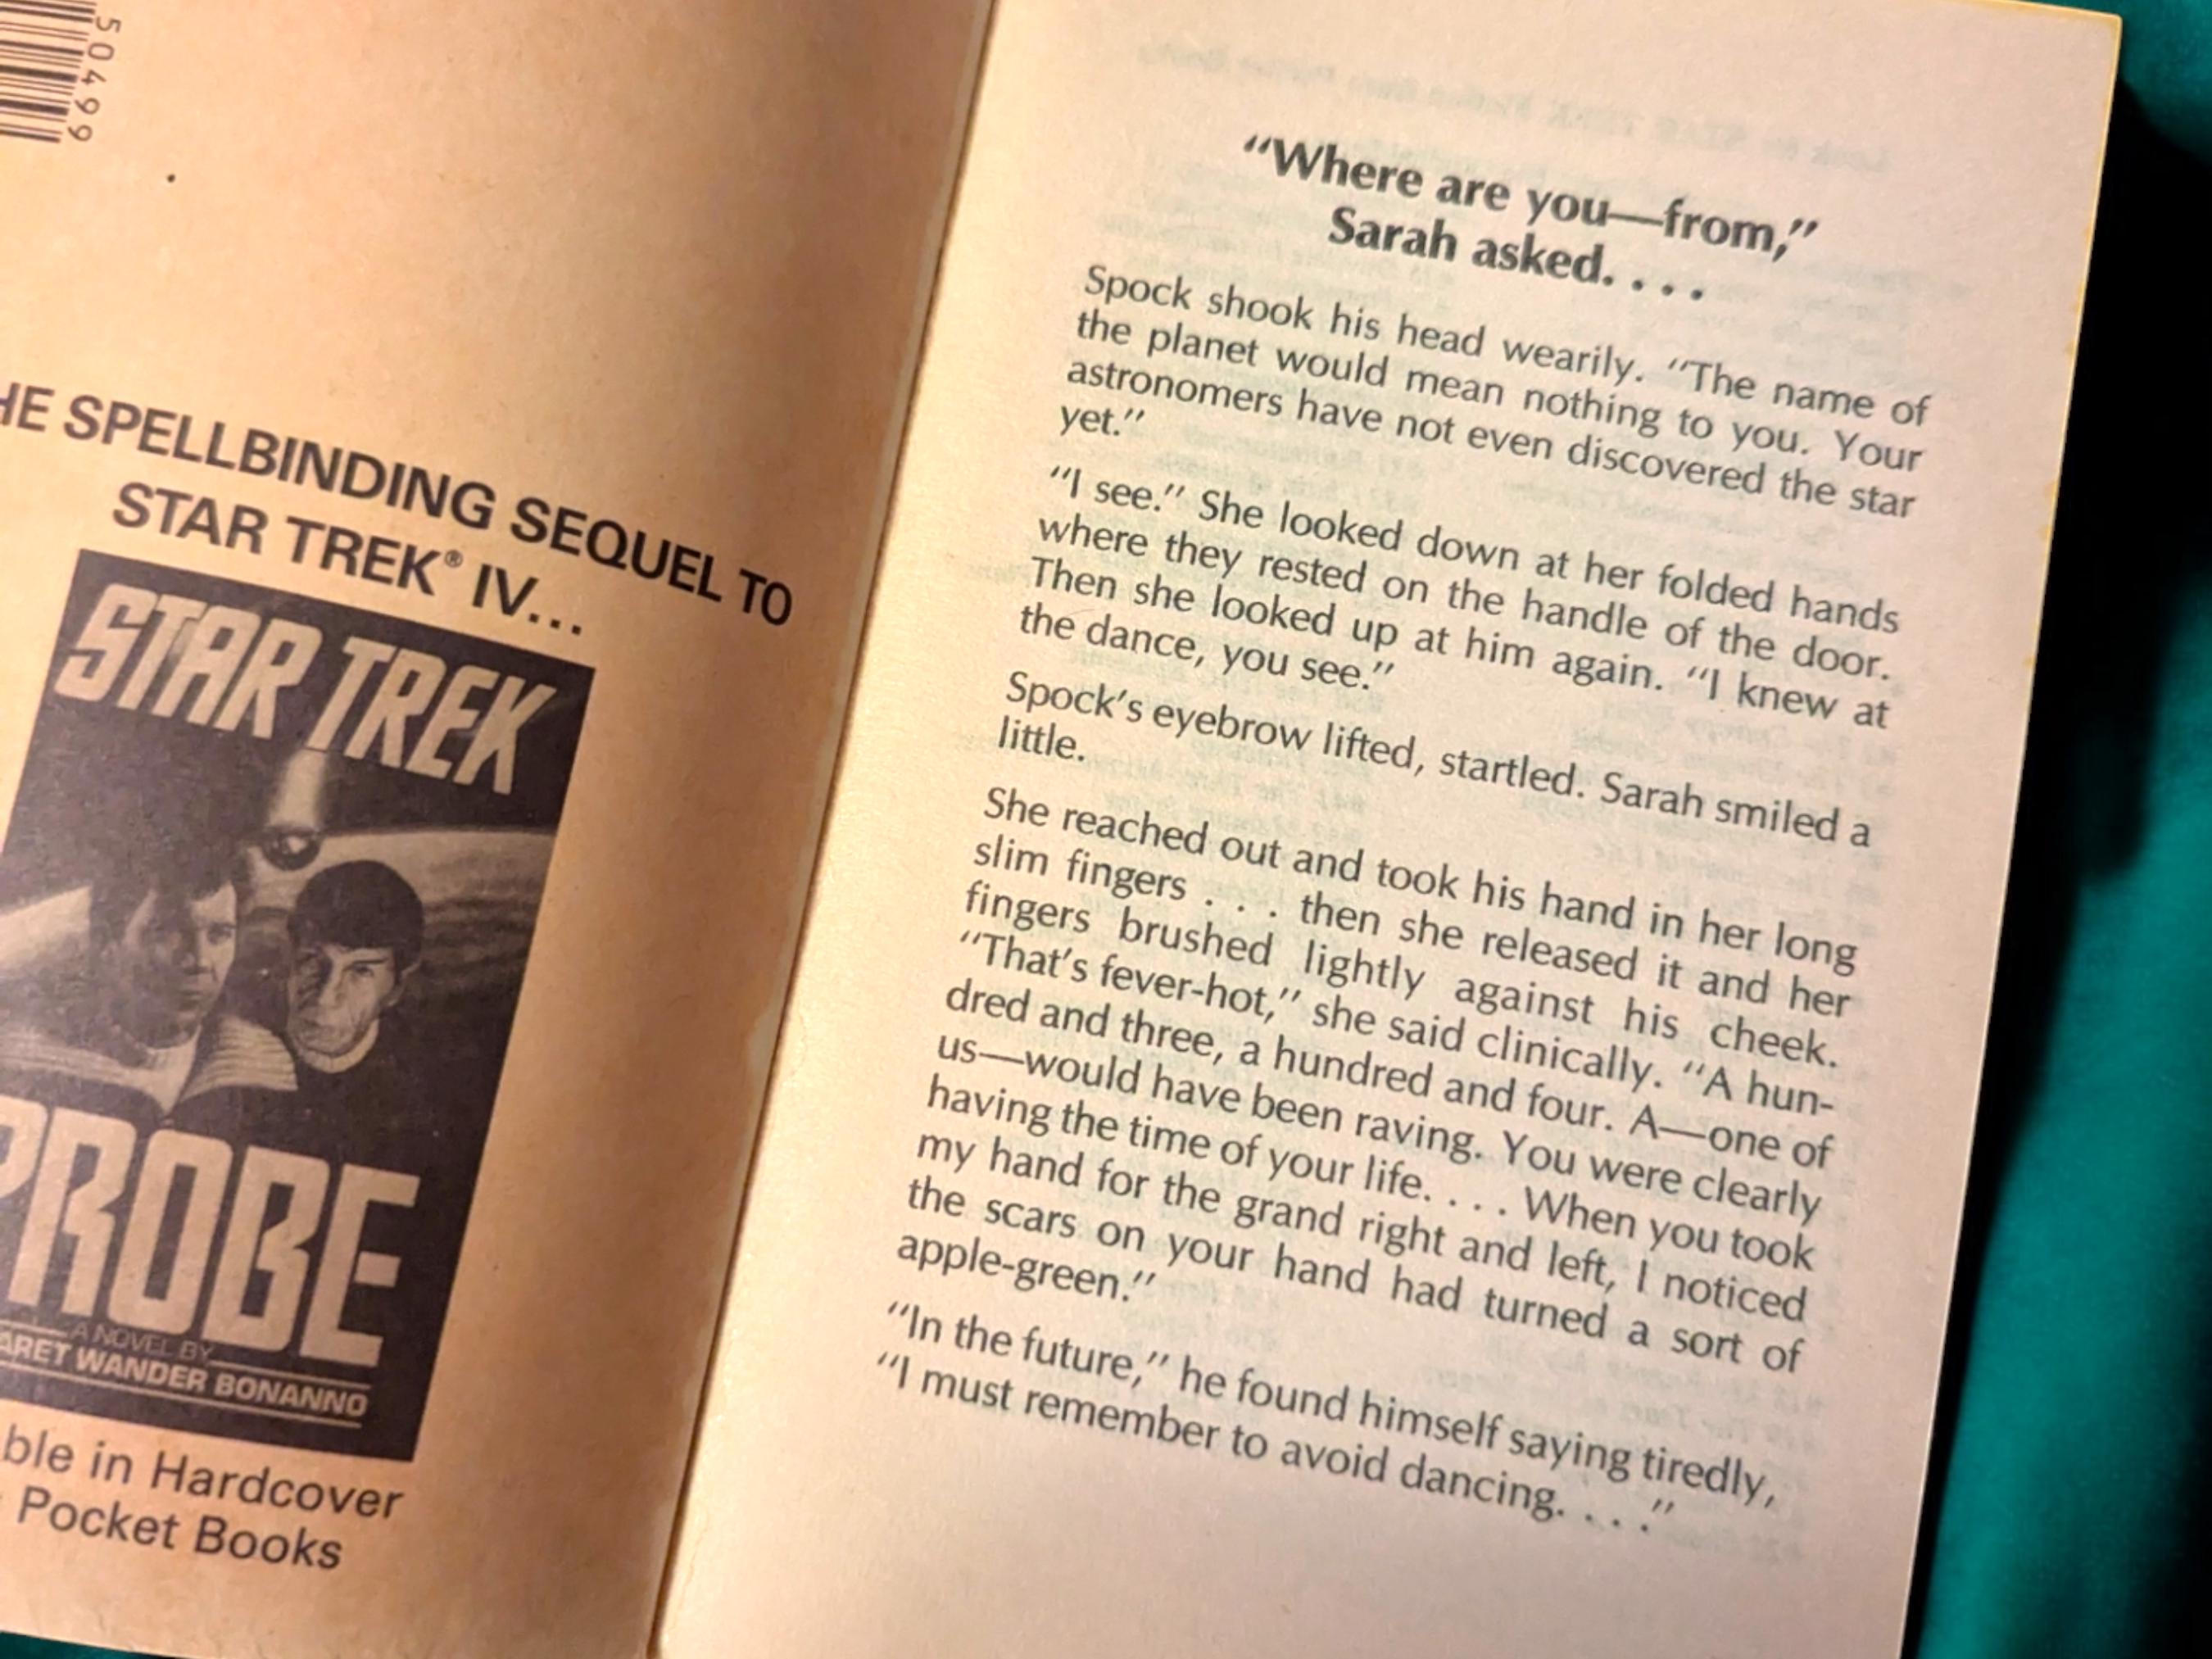 50499
HE SPELLBINDING SEQUEL TO
STAR TREK® IV...
STAR TREK
PROBE
A NOVEL BY
ARET WANDER BONANNO
ble in Hardcover
Pocket Books
“Where are you—from,”
Sarah asked. . . .
Spock shook his head wearily. “The name of
the planet would mean nothing to you. Your
astronomers have not even discovered the star
yet.”
“I see.” She looked down at her folded hands
where they rested on the handle of the door.
Then she looked up at him again. “I knew at
the dance, you see.”
Spock’s eyebrow lifted, startled. Sarah smiled a
little.
She reached out and took his hand in her long
slim fingers . . . then she released it and her
fingers brushed lightly against his cheek.
“That’s fever-hot,” she said clinically. “A hun-
dred and three, a hundred and four. A—one of
us—would have been raving. You were clearly
having the time of your life. . . . When you took
my hand for the grand right and left, I noticed
the scars on your hand had turned a sort of
apple-green.”
“In the future,” he found himself saying tiredly,
“I must remember to avoid dancing. . . .”